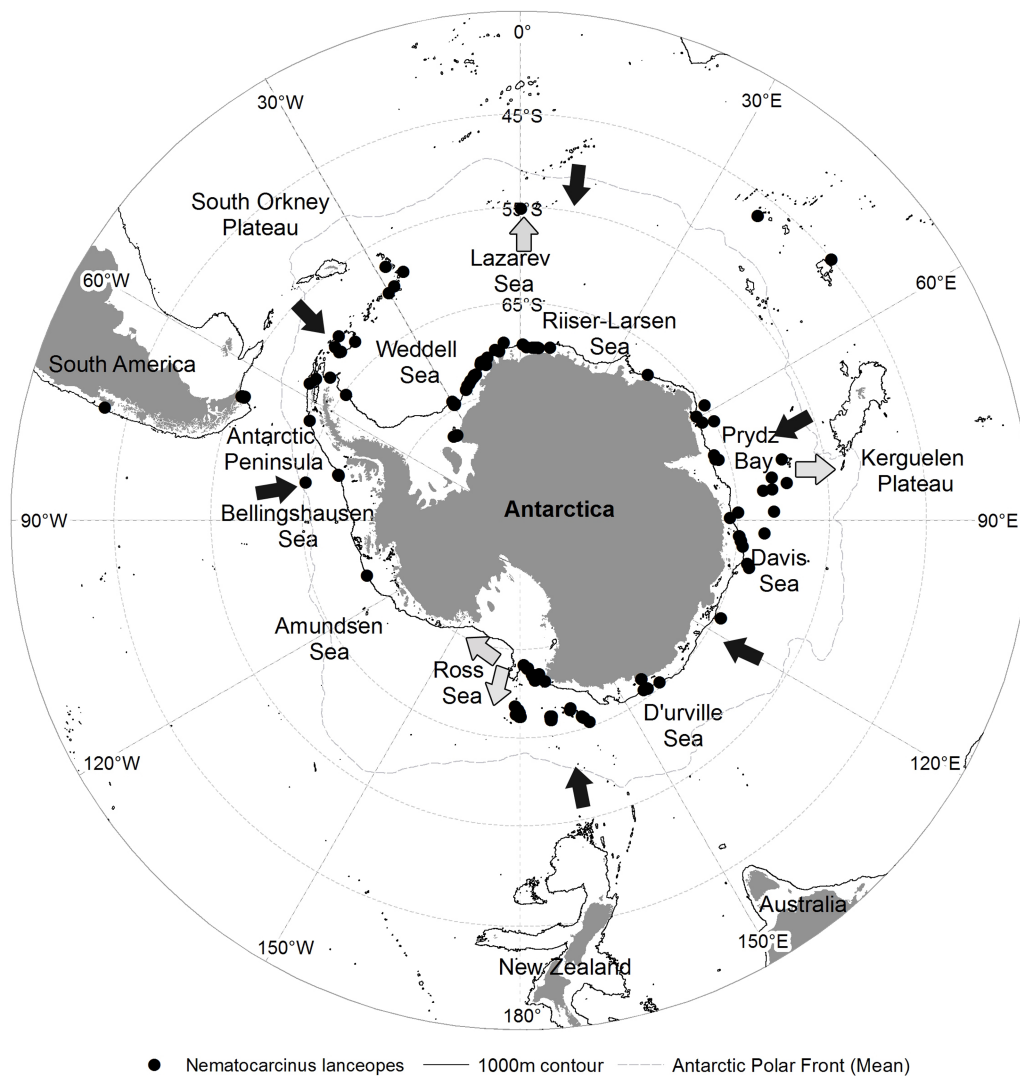 0°
30°W
30°E
45°S
South Orkney
Plateau
55°S
Lazarev
Sea
60°W
60°E
65°S
Riiser-Larsen
Sea
Weddell
Sea
South America
Antarctic
Peninsula
Prydz
Bay
Kerguelen
Plateau
Bellingshausen
Sea
90°W
Antarctica
90°E
Davis
Sea
Amundsen
Sea
Ross
Sea
D'urville
Sea
120°W
120°E
Australia
150°W
150°E
New Zealand
180°
Nematocarcinus lanceopes 1000m contour Antarctic Polar Front (Mean)